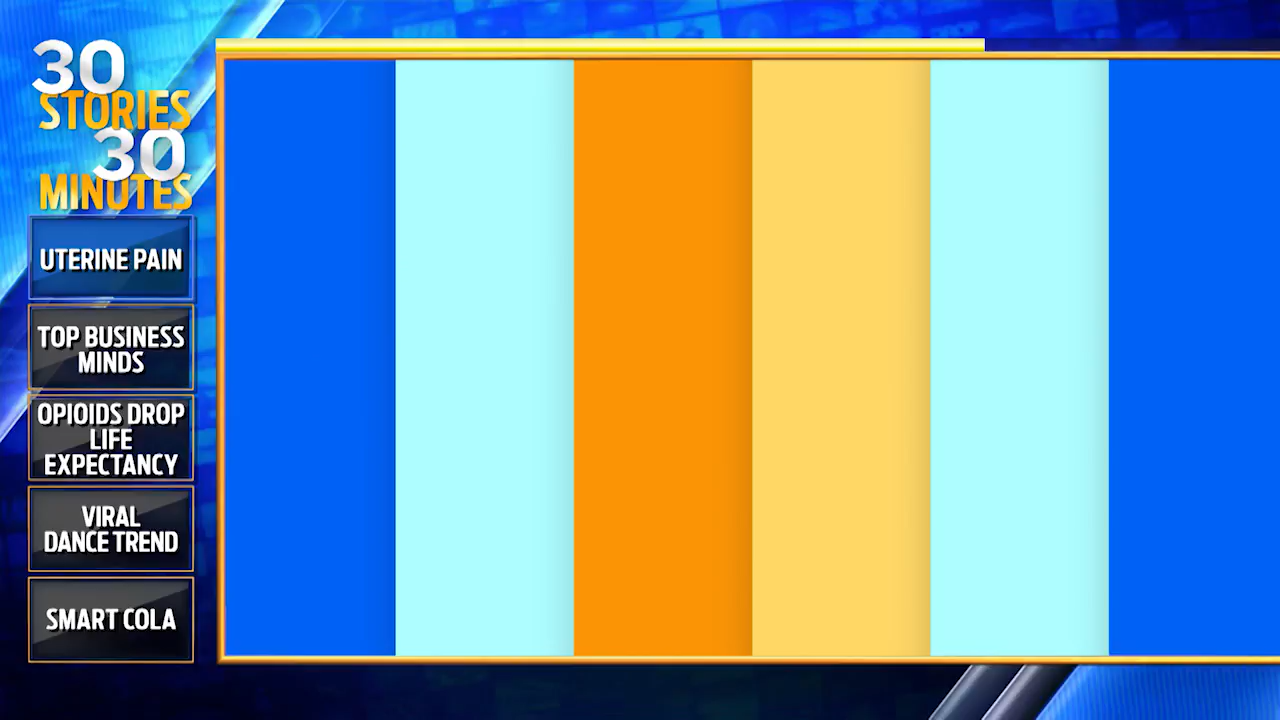 30
STORIES
30
MINUTES
UTERINE PAIN
TOP BUSINESS
MINDS
OPIOIDS DROP
LIFE
EXPECTANCY
VIRAL
DANCE TREND
SMART COLA